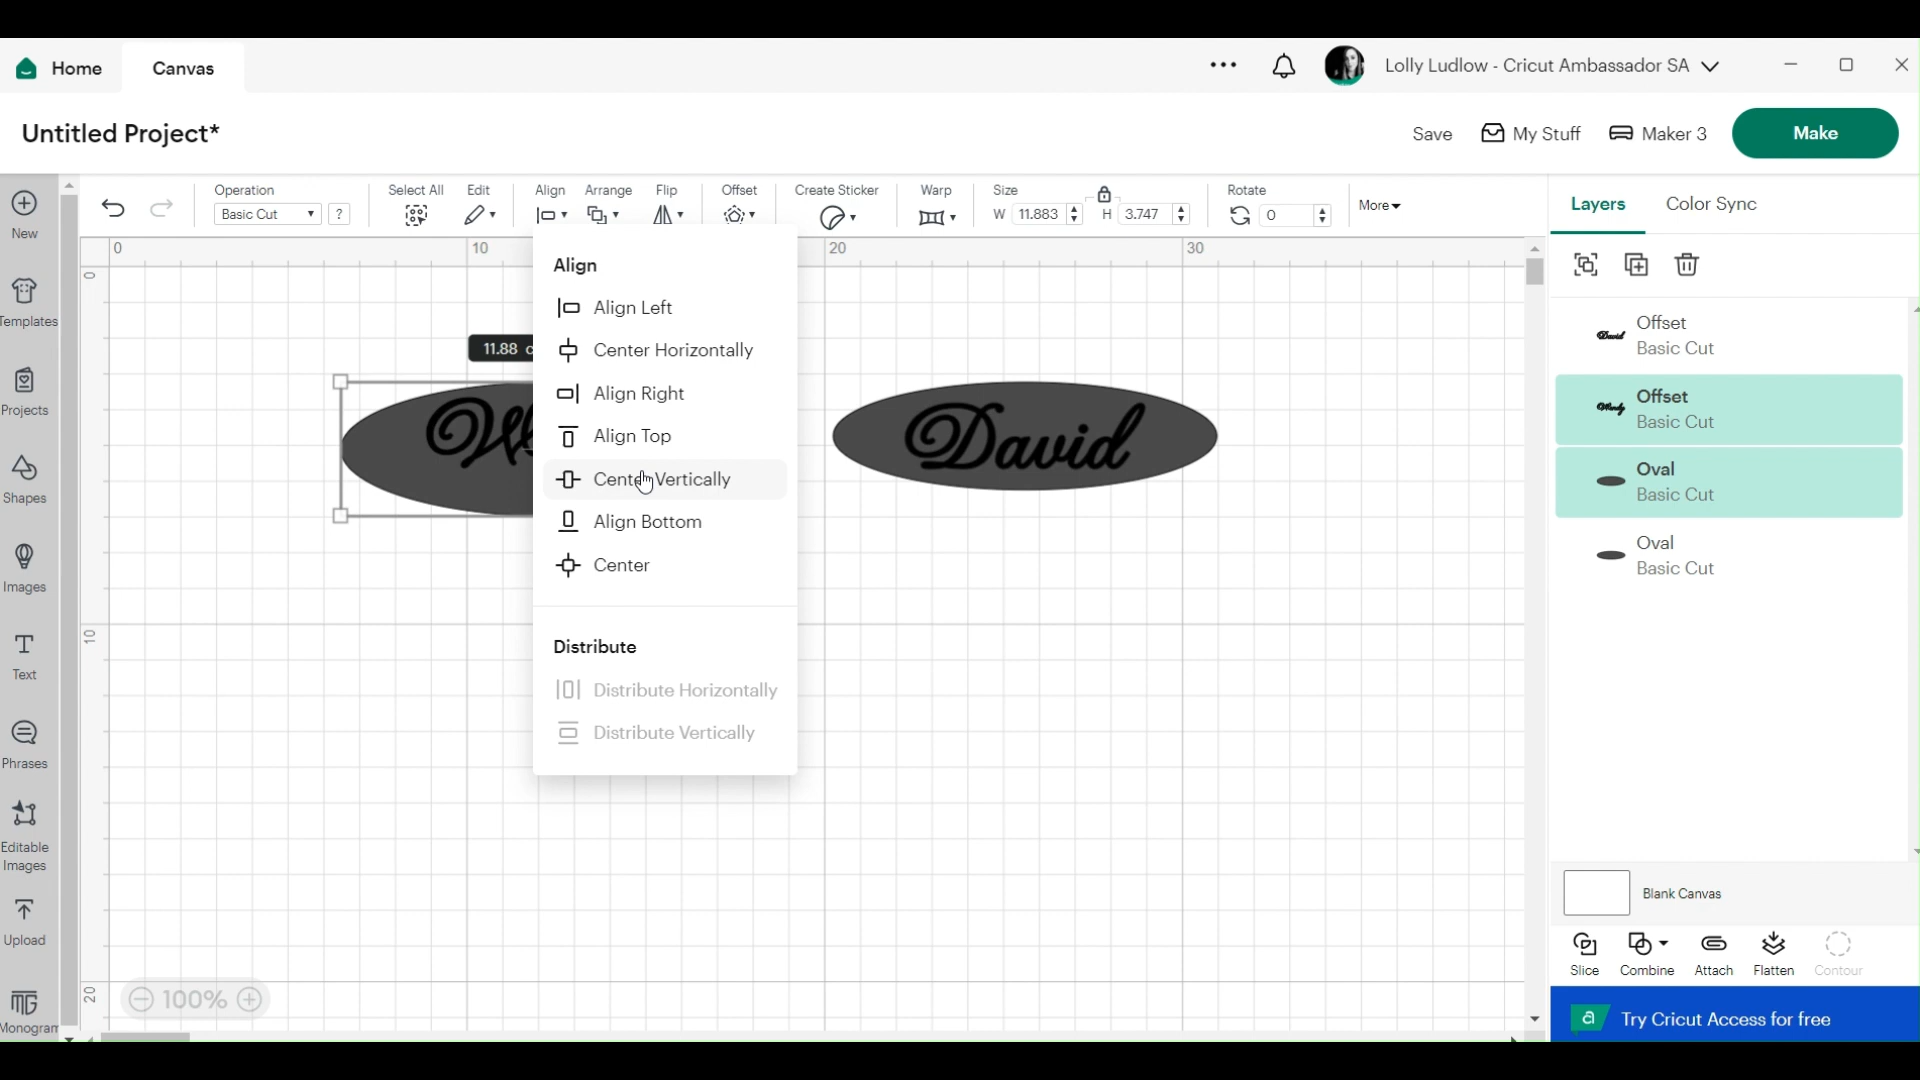 Home
Canvas
Lolly Ludlow - Cricut Ambassador SA
Untitled Project*
Save
My Stuff
Maker 3
Make
New
Templates
Projects
Shapes
Images
Text
Phrases
Editable
Images
Upload
Monogram
Operation
Basic Cut
?
Select All
Edit
Align
Arrange
Flip
Offset
Create Sticker
Warp
Size
W 11.883
H 3.747
Rotate
0
More
0
10
20
30
0
10
20
11.88 c
David
Align
Align Left
Center Horizontally
Align Right
Align Top
Center Vertically
Align Bottom
Center
Distribute
Distribute Horizontally
Distribute Vertically
100%
Layers
Color Sync
David
Offset
Basic Cut
Wendy
Offset
Basic Cut
Oval
Basic Cut
Oval
Basic Cut
Blank Canvas
Slice
Combine
Attach
Flatten
Contour
a
Try Cricut Access for free